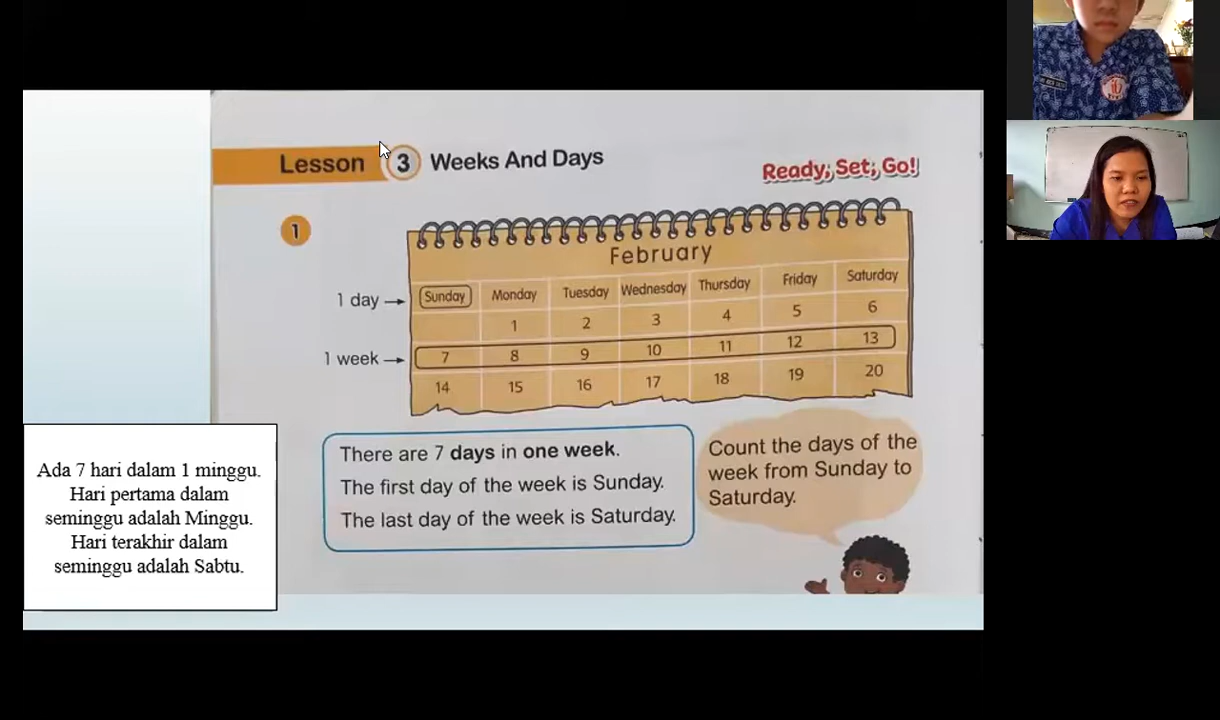 Lesson 3 Weeks And Days
Ready, Set, Go!
1
February
1 day → Sunday Monday Tuesday Wednesday Thursday Friday Saturday
1 2 3 4 5 6
1 week → 7 8 9 10 11 12 13
14 15 16 17 18 19 20
There are 7 days in one week.
The first day of the week is Sunday.
The last day of the week is Saturday.
Count the days of the
week from Sunday to
Saturday.
Ada 7 hari dalam 1 minggu.
Hari pertama dalam
seminggu adalah Minggu.
Hari terakhir dalam
seminggu adalah Sabtu.